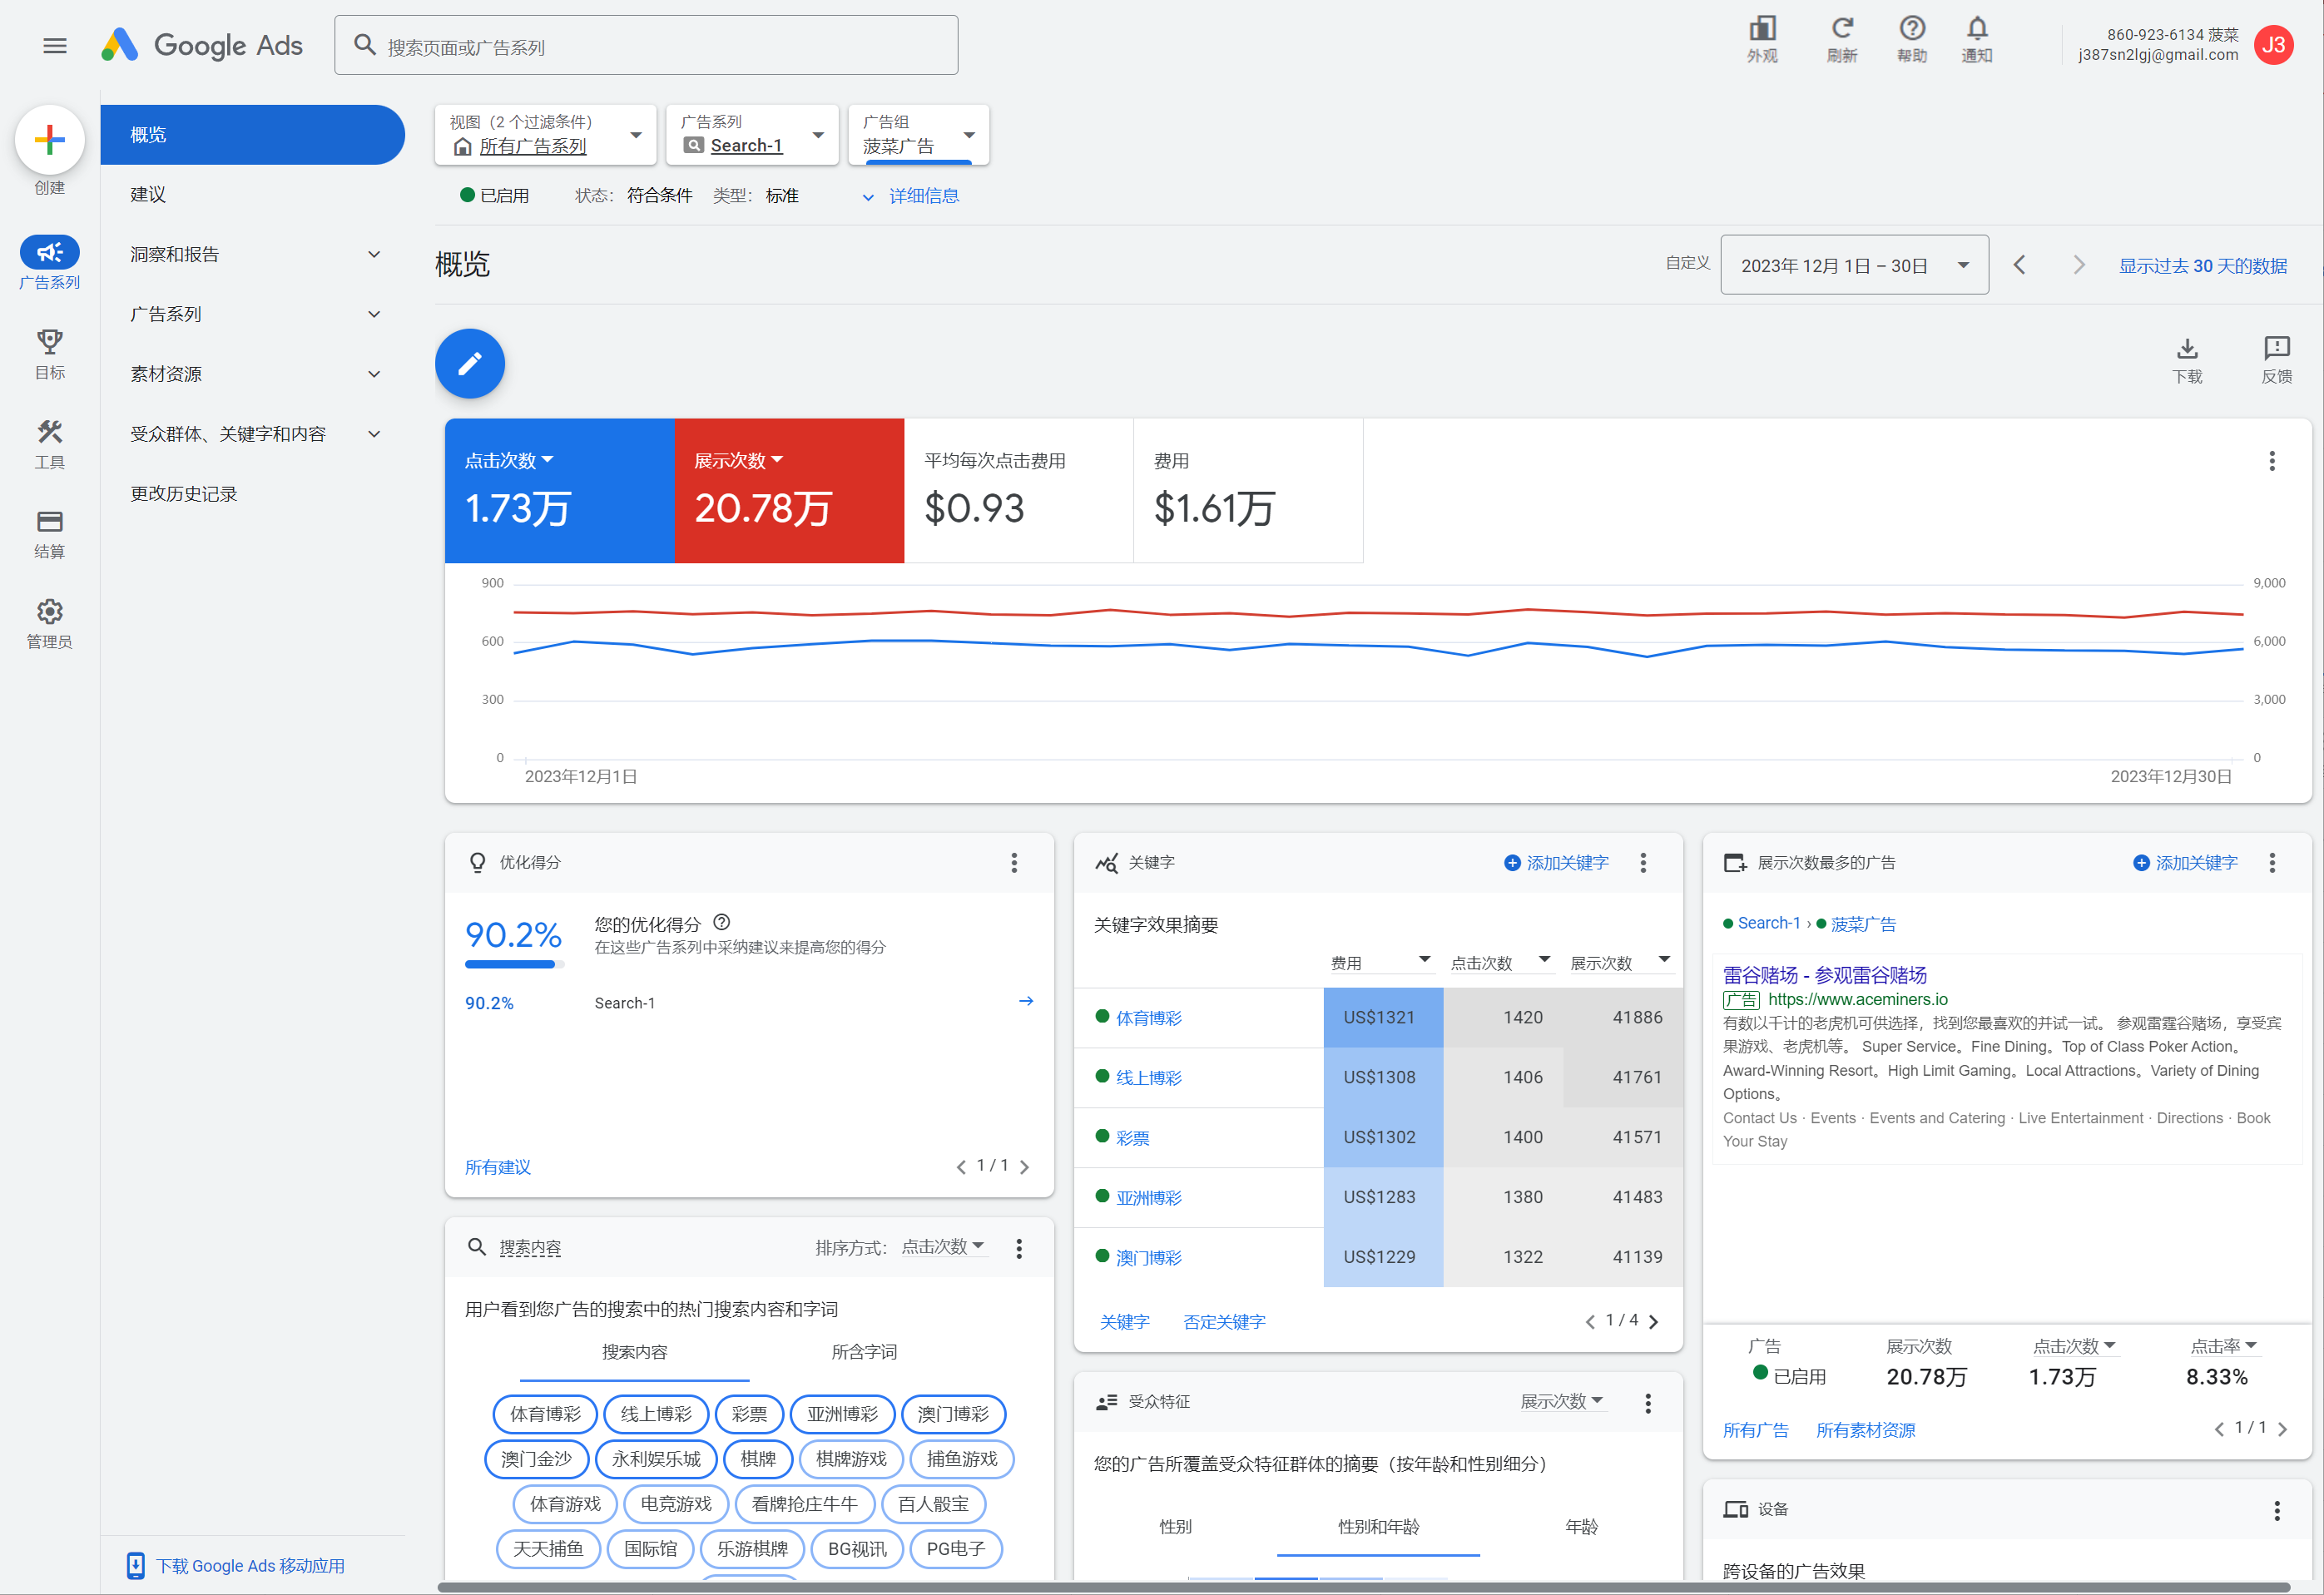 Google Ads
搜索页面或广告系列
外观
刷新
帮助
通知
860-923-6134 菠菜
j387sn2lgj@gmail.com
J3
创建
广告系列
目标
工具
结算
管理员
概览
建议
洞察和报告
广告系列
素材资源
受众群体、关键字和内容
更改历史记录
下载 Google Ads 移动应用
视图（2 个过滤条件）
所有广告系列
广告系列
Search-1
广告组
菠菜广告
已启用
状态： 符合条件
类型： 标准
详细信息
概览
自定义
2023年 12月 1日 – 30日
显示过去 30 天的数据
下载
反馈
点击次数
1.73万
展示次数
20.78万
平均每次点击费用
$0.93
费用
$1.61万
900
600
300
0
9,000
6,000
3,000
0
2023年12月1日
2023年12月30日
优化得分
90.2%
您的优化得分
在这些广告系列中采纳建议来提高您的得分
90.2% Search-1
所有建议
1 / 1
搜索内容
排序方式： 点击次数
用户看到您广告的搜索中的热门搜索内容和字词
搜索内容 所含字词
体育博彩 线上博彩 彩票 亚洲博彩 澳门博彩
澳门金沙 永利娱乐城 棋牌 棋牌游戏 捕鱼游戏
体育游戏 电竞游戏 看牌抢庄牛牛 百人骰宝
天天捕鱼 国际馆 乐游棋牌 BG视讯 PG电子
关键字
添加关键字
关键字效果摘要
费用 点击次数 展示次数
体育博彩 US$1321 1420 41886
线上博彩 US$1308 1406 41761
彩票 US$1302 1400 41571
亚洲博彩 US$1283 1380 41483
澳门博彩 US$1229 1322 41139
关键字 否定关键字
1 / 4
受众特征
展示次数
您的广告所覆盖受众特征群体的摘要（按年龄和性别细分）
性别 性别和年龄 年龄
展示次数最多的广告
添加关键字
Search-1 › 菠菜广告
雷谷赌场 - 参观雷谷赌场
广告 https://www.aceminers.io
有数以千计的老虎机可供选择，找到您最喜欢的并试一试。 参观雷霆谷赌场，享受宾
果游戏、老虎机等。 Super Service。Fine Dining。Top of Class Poker Action。
Award-Winning Resort。High Limit Gaming。Local Attractions。Variety of Dining
Options。
Contact Us · Events · Events and Catering · Live Entertainment · Directions · Book
Your Stay
广告 展示次数 点击次数 点击率
已启用 20.78万 1.73万 8.33%
所有广告 所有素材资源
1 / 1
设备
跨设备的广告效果